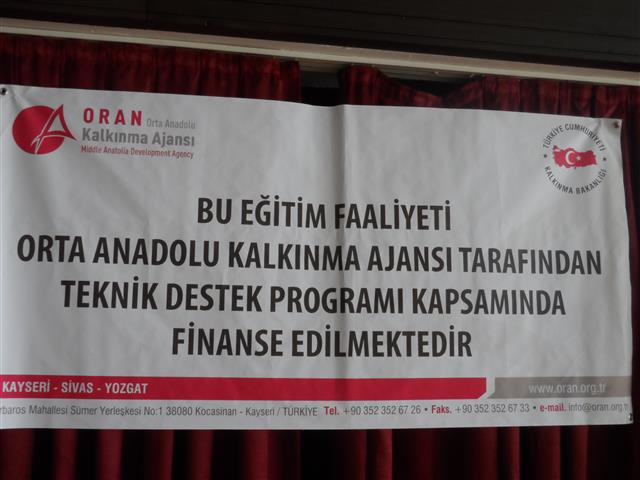 ORAN Orta Anadolu
Kalkınma Ajansı
Middle Anatolia Development Agency
TÜRKİYE CUMHURİYETİ
KALKINMA BAKANLIĞI
BU EĞİTİM FAALİYETİ
ORTA ANADOLU KALKINMA AJANSI TARAFINDAN
TEKNİK DESTEK PROGRAMI KAPSAMINDA
FİNANSE EDİLMEKTEDİR
KAYSERİ - SİVAS - YOZGAT
www.oran.org.tr
rbaros Mahallesi Sümer Yerleşkesi No:1 38080 Kocasinan - Kayseri / TÜRKİYE Tel. +90 352 352 67 26 • Faks. +90 352 352 67 33 • e-mail. info@oran.org.t